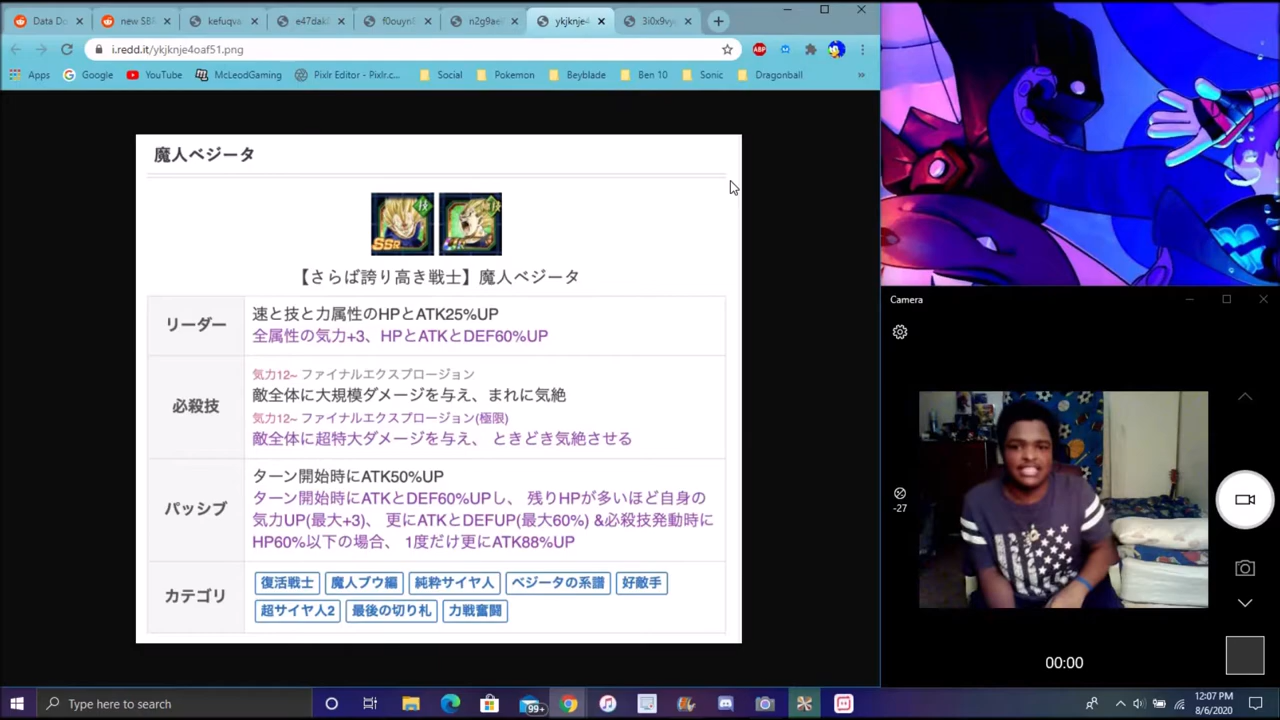 Data Do
new SBR
kefuqva
e47dakl
f0ouyn8
n2g9ael
ykjknje4
3i0x9vy
i.redd.it/ykjknje4oaf51.png
ABP
Apps Google YouTube McLeodGaming Pixlr Editor - Pixlr.c... Social Pokemon Beyblade Ben 10 Sonic Dragonball »
魔人ベジータ
技 SSR
【さらば誇り高き戦士】魔人ベジータ
リーダー
速と技と力属性のHPとATK25%UP
全属性の気力+3、HPとATKとDEF60%UP
必殺技
気力12~ ファイナルエクスプロージョン
敵全体に大規模ダメージを与え、まれに気絶
気力12~ ファイナルエクスプロージョン(極限)
敵全体に超特大ダメージを与え、 ときどき気絶させる
パッシブ
ターン開始時にATK50%UP
ターン開始時にATKとDEF60%UPし、 残りHPが多いほど自身の
気力UP(最大+3)、 更にATKとDEFUP(最大60%) &必殺技発動時に
HP60%以下の場合、 1度だけ更にATK88%UP
カテゴリ
復活戦士 魔人ブウ編 純粋サイヤ人 ベジータの系譜 好敵手
超サイヤ人2 最後の切り札 力戦奮闘
Camera
-27
00:00
Type here to search
99+
12:07 PM
8/6/2020